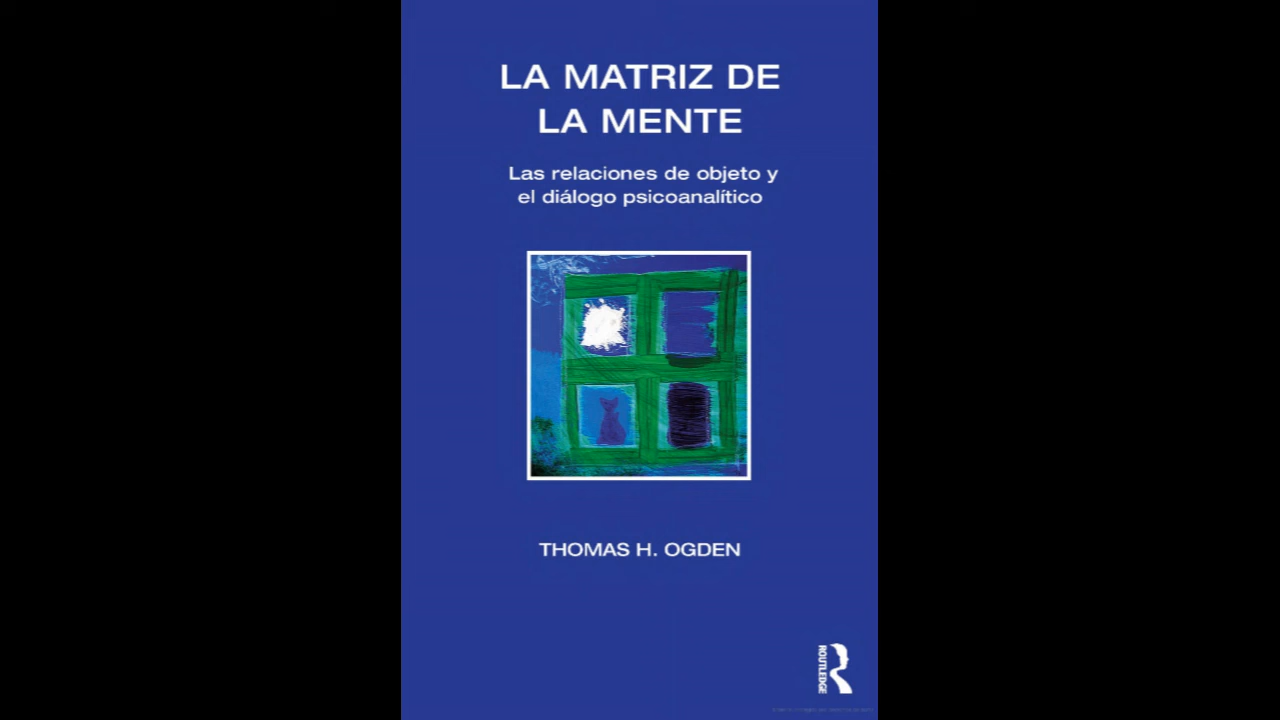 LA MATRIZ DE
LA MENTE
Las relaciones de objeto y
el diálogo psicoanalítico
THOMAS H. OGDEN
ROUTLEDGE